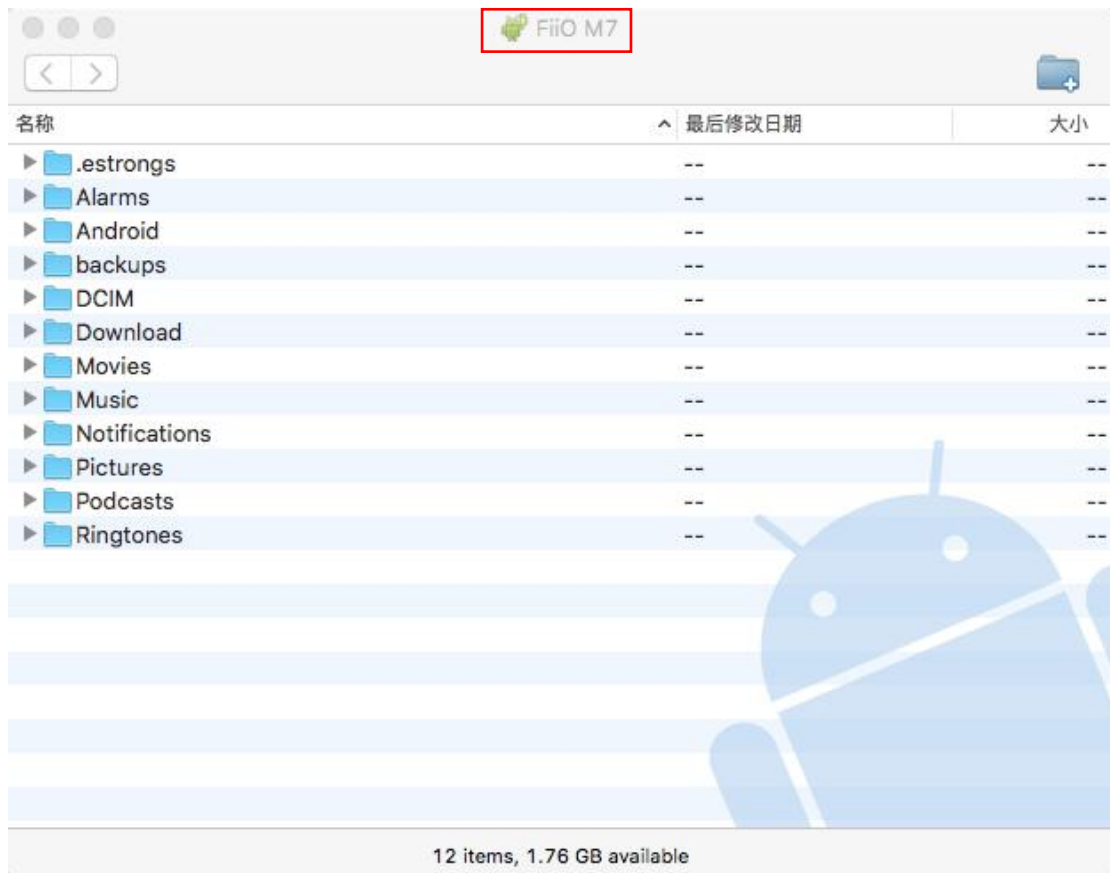 FiiO M7
名称 最后修改日期 大小
.estrongs -- --
Alarms -- --
Android -- --
backups -- --
DCIM -- --
Download -- --
Movies -- --
Music -- --
Notifications -- --
Pictures -- --
Podcasts -- --
Ringtones -- --
12 items, 1.76 GB available